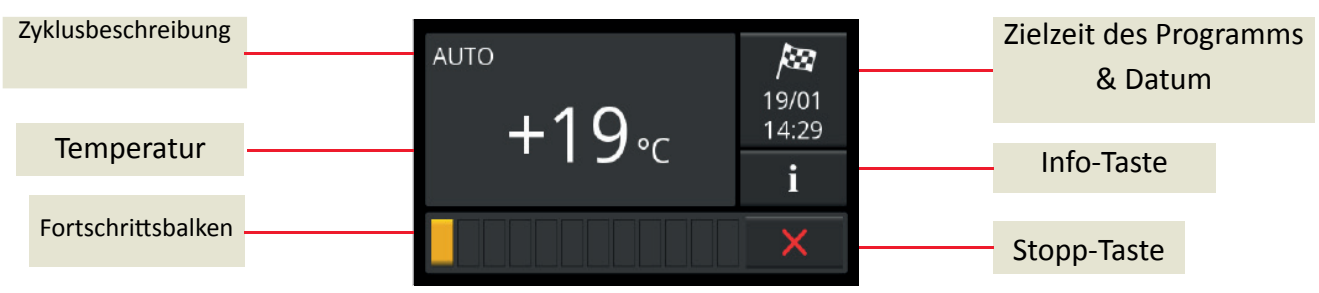 Zyklusbeschreibung
Temperatur
Fortschrittsbalken
AUTO
+19 °C
19/01
14:29
i
Zielzeit des Programms
& Datum
Info-Taste
Stopp-Taste